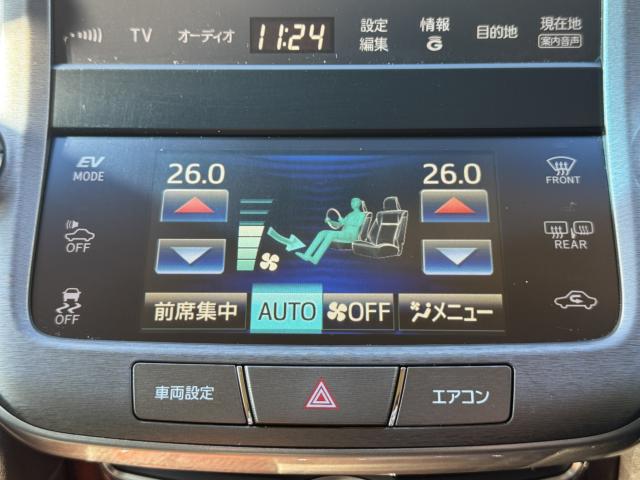 TV
オーディオ
11:24
設定
編集
情報
G
目的地
現在地
案内音声
EV
MODE
26.0
26.0
FRONT
OFF
REAR
OFF
前席集中
AUTO
OFF
メニュー
車両設定
エアコン